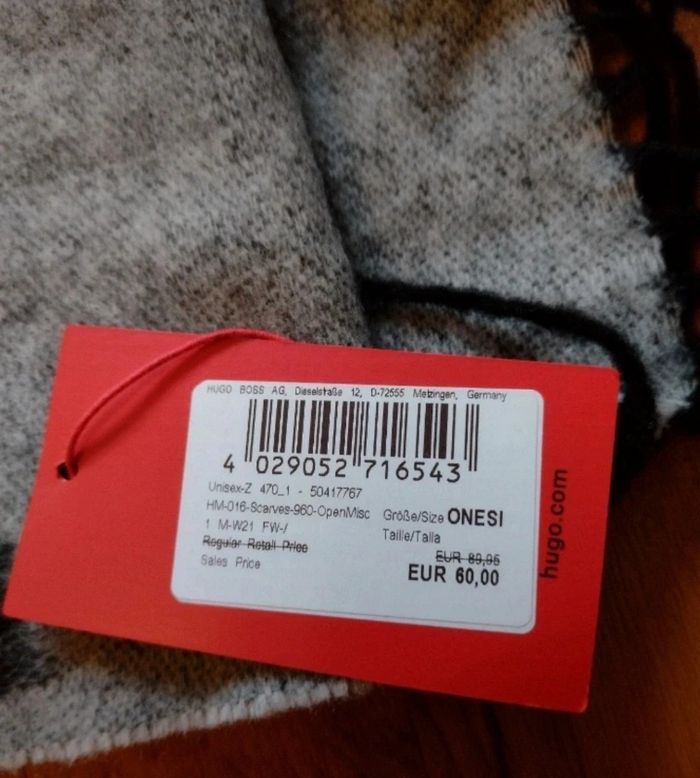 HUGO BOSS AG, Dieselstraße 12, D-72555 Metzingen, Germany
4 029052 716543
Unisex-Z 470_1 - 50417767
HM-016-Scarves-960-OpenMisc
1 M-W21 FW-/
Größe/Size ONESI
Taille/Talla
Regular Retail Price EUR 89,95
Sales Price EUR 60,00
hugo.com